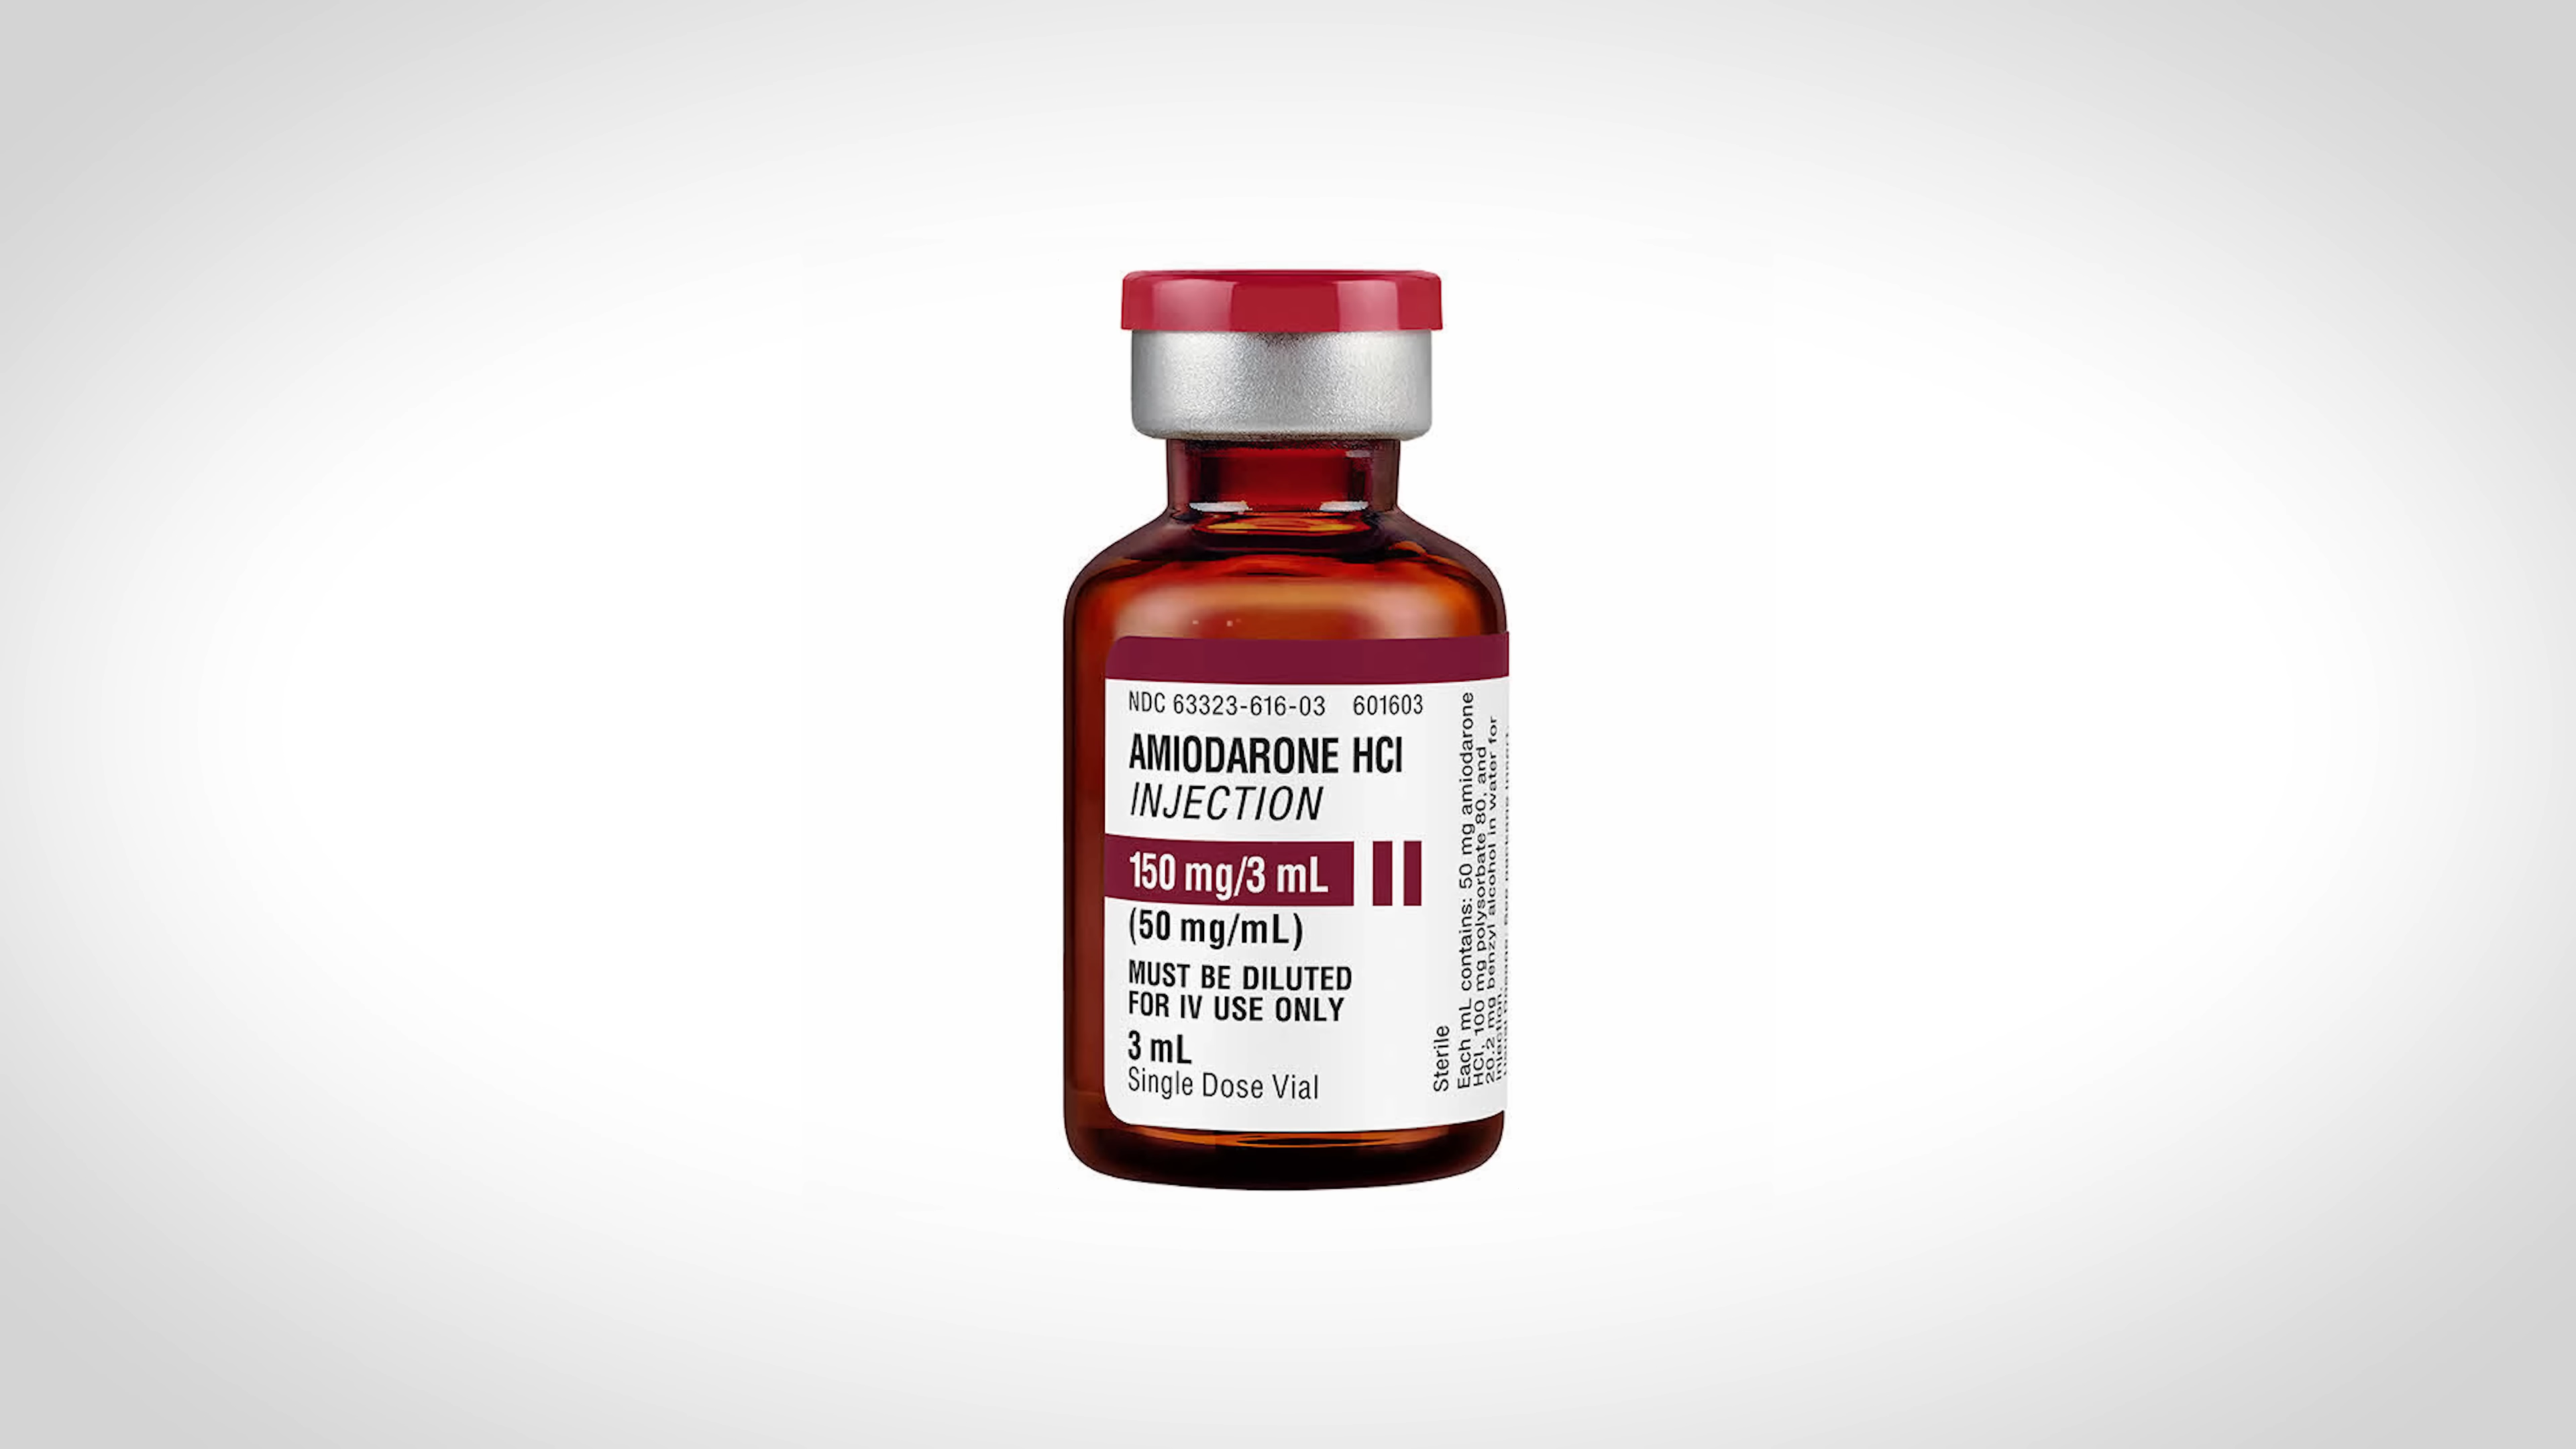 NDC 63323-616-03 601603
AMIODARONE HCl
INJECTION
150 mg/3 mL
(50 mg/mL)
MUST BE DILUTED
FOR IV USE ONLY
3 mL
Single Dose Vial
Sterile
Each mL contains: 50 mg amiodarone
HCl, 100 mg polysorbate 80, and
20.2 mg benzyl alcohol in water for
injection.